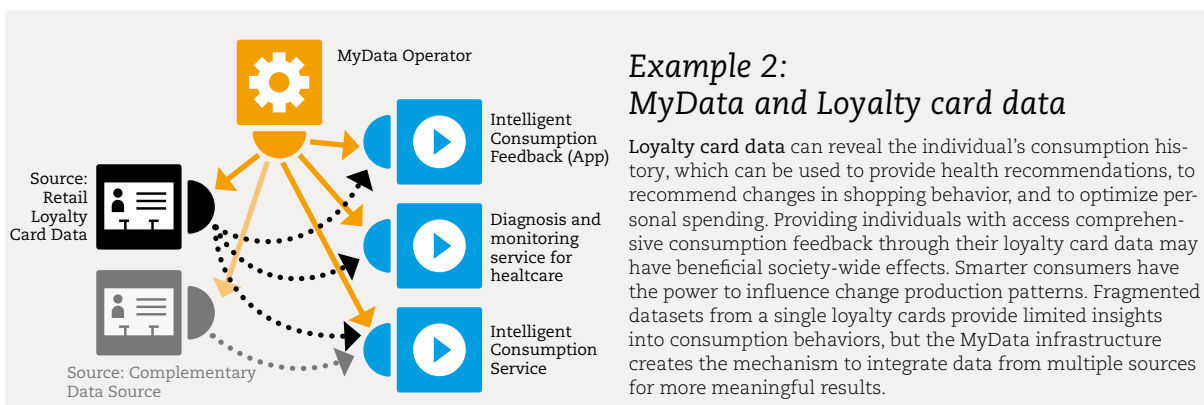 MyData Operator
Intelligent
Consumption
Feedback (App)
Source:
Retail
Loyalty
Card Data
Diagnosis and
monitoring
service for
healtcare
Intelligent
Consumption
Service
Source: Complementary
Data Source
Example 2:
MyData and Loyalty card data
Loyalty card data can reveal the individual's consumption his-
tory, which can be used to provide health recommendations, to
recommend changes in shopping behavior, and to optimize per-
sonal spending. Providing individuals with access comprehen-
sive consumption feedback through their loyalty card data may
have beneficial society-wide effects. Smarter consumers have
the power to influence change production patterns. Fragmented
datasets from a single loyalty cards provide limited insights
into consumption behaviors, but the MyData infrastructure
creates the mechanism to integrate data from multiple sources
for more meaningful results.